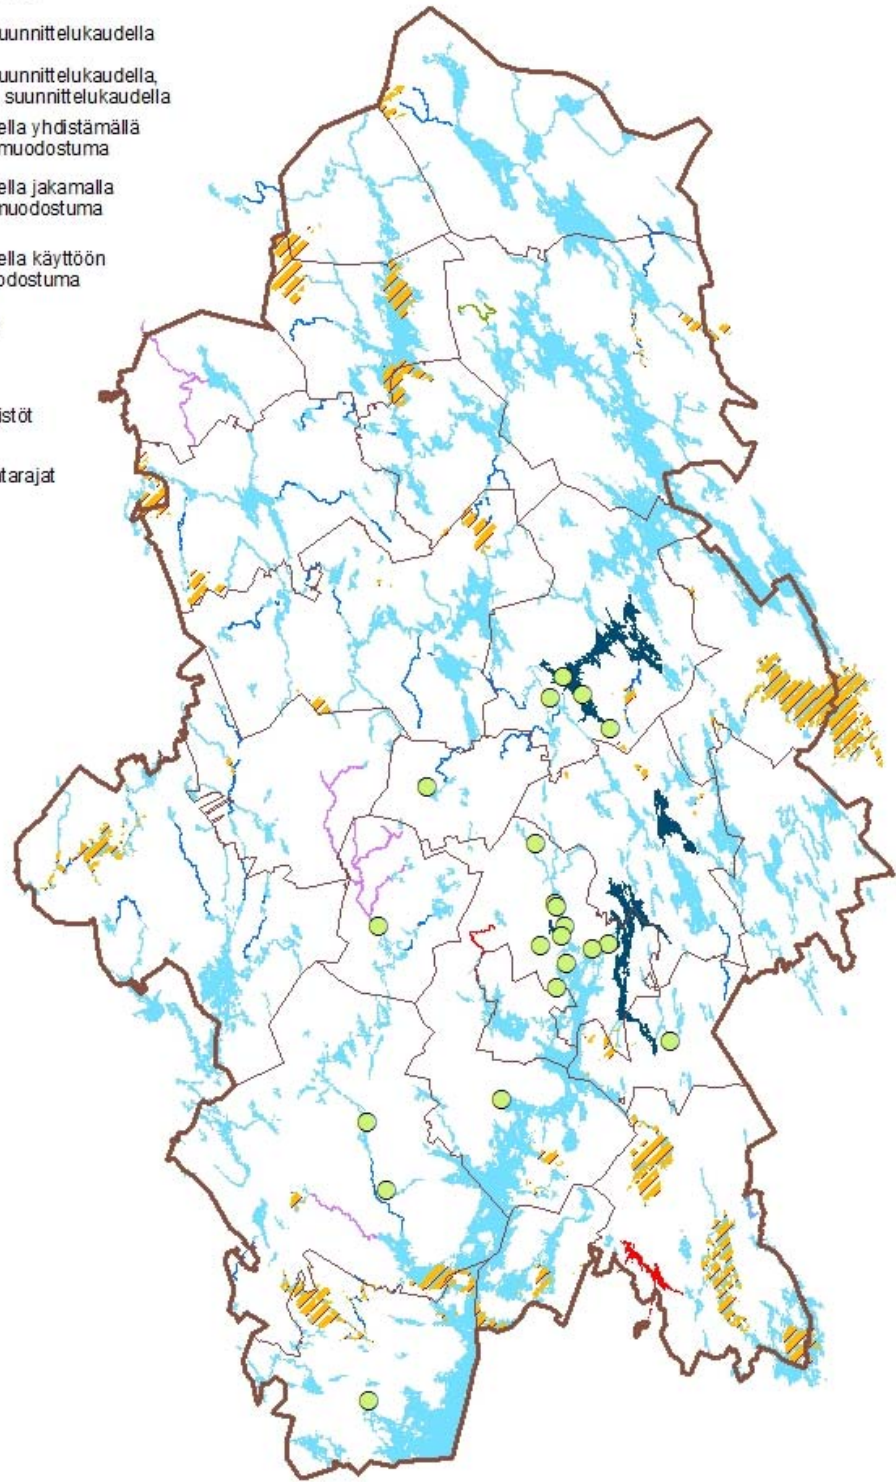 suunnittelukaudella
suunnittelukaudella,
suunnittelukaudella
ella yhdistämällä
muodostuma
ella jakamalla
muodostuma
ella käyttöön
odostuma
istöt
tarajat